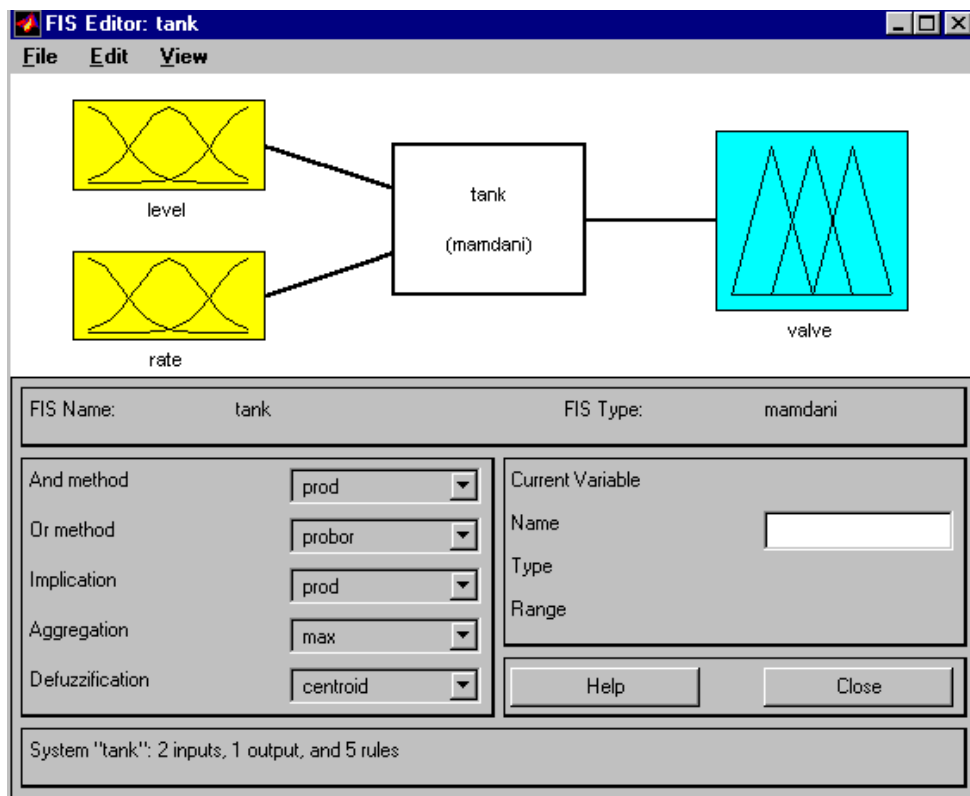 FIS Editor: tank
File Edit View
level
rate
tank
(mamdani)
valve
FIS Name: tank FIS Type: mamdani
And method prod
Or method probor
Implication prod
Aggregation max
Defuzzification centroid
Current Variable
Name
Type
Range
Help Close
System "tank": 2 inputs, 1 output, and 5 rules